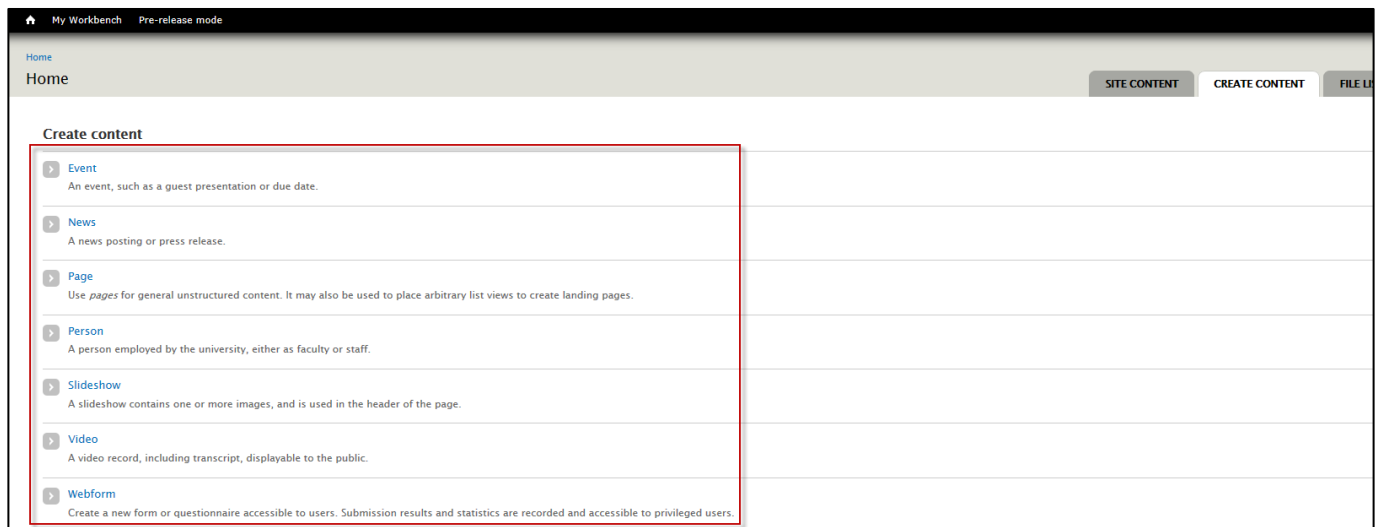 My Workbench Pre-release mode
Home
Home
SITE CONTENT CREATE CONTENT FILE LI
Create content
Event
An event, such as a guest presentation or due date.
News
A news posting or press release.
Page
Use pages for general unstructured content. It may also be used to place arbitrary list views to create landing pages.
Person
A person employed by the university, either as faculty or staff.
Slideshow
A slideshow contains one or more images, and is used in the header of the page.
Video
A video record, including transcript, displayable to the public.
Webform
Create a new form or questionnaire accessible to users. Submission results and statistics are recorded and accessible to privileged users.